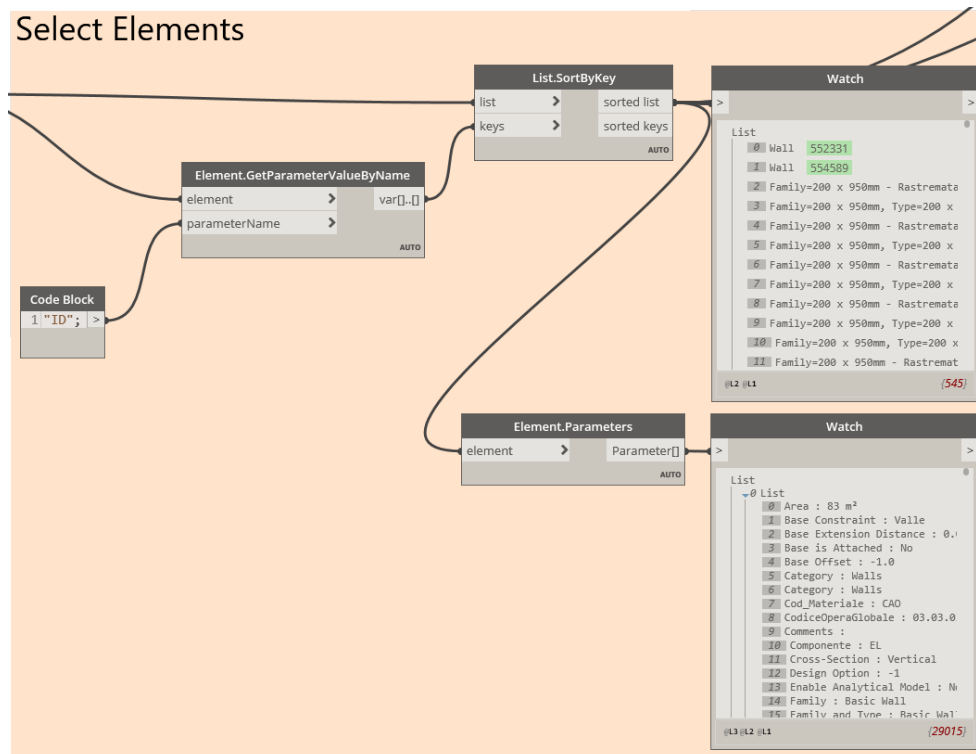 Select Elements
List.SortByKey
list > sorted list
keys > sorted keys
AUTO
Watch
> >
List
0 Wall 552331
1 Wall 554589
2 Family=200 x 950mm - Rastremata
3 Family=200 x 950mm, Type=200 x
4 Family=200 x 950mm - Rastremata
5 Family=200 x 950mm, Type=200 x
6 Family=200 x 950mm - Rastremata
7 Family=200 x 950mm, Type=200 x
8 Family=200 x 950mm - Rastremata
9 Family=200 x 950mm, Type=200 x
10 Family=200 x 950mm, Type=200 x
11 Family=200 x 950mm - Rastremat
@L2 @L1 {545}
Element.GetParameterValueByName
element > var[]..[]
parameterName >
AUTO
Code Block
1 "ID"; >
Element.Parameters
element > Parameter[]
AUTO
Watch
> >
List
0 List
0 Area : 83 m²
1 Base Constraint : Valle
2 Base Extension Distance : 0.
3 Base is Attached : No
4 Base Offset : -1.0
5 Category : Walls
6 Category : Walls
7 Cod_Materiale : CAO
8 CodiceOperaGlobale : 03.03.0
9 Comments :
10 Componente : EL
11 Cross-Section : Vertical
12 Design Option : -1
13 Enable Analytical Model :
14 Family : Basic Wall
15 Family and Type : Basic Wal
@L3 @L2 @L1 {29015}